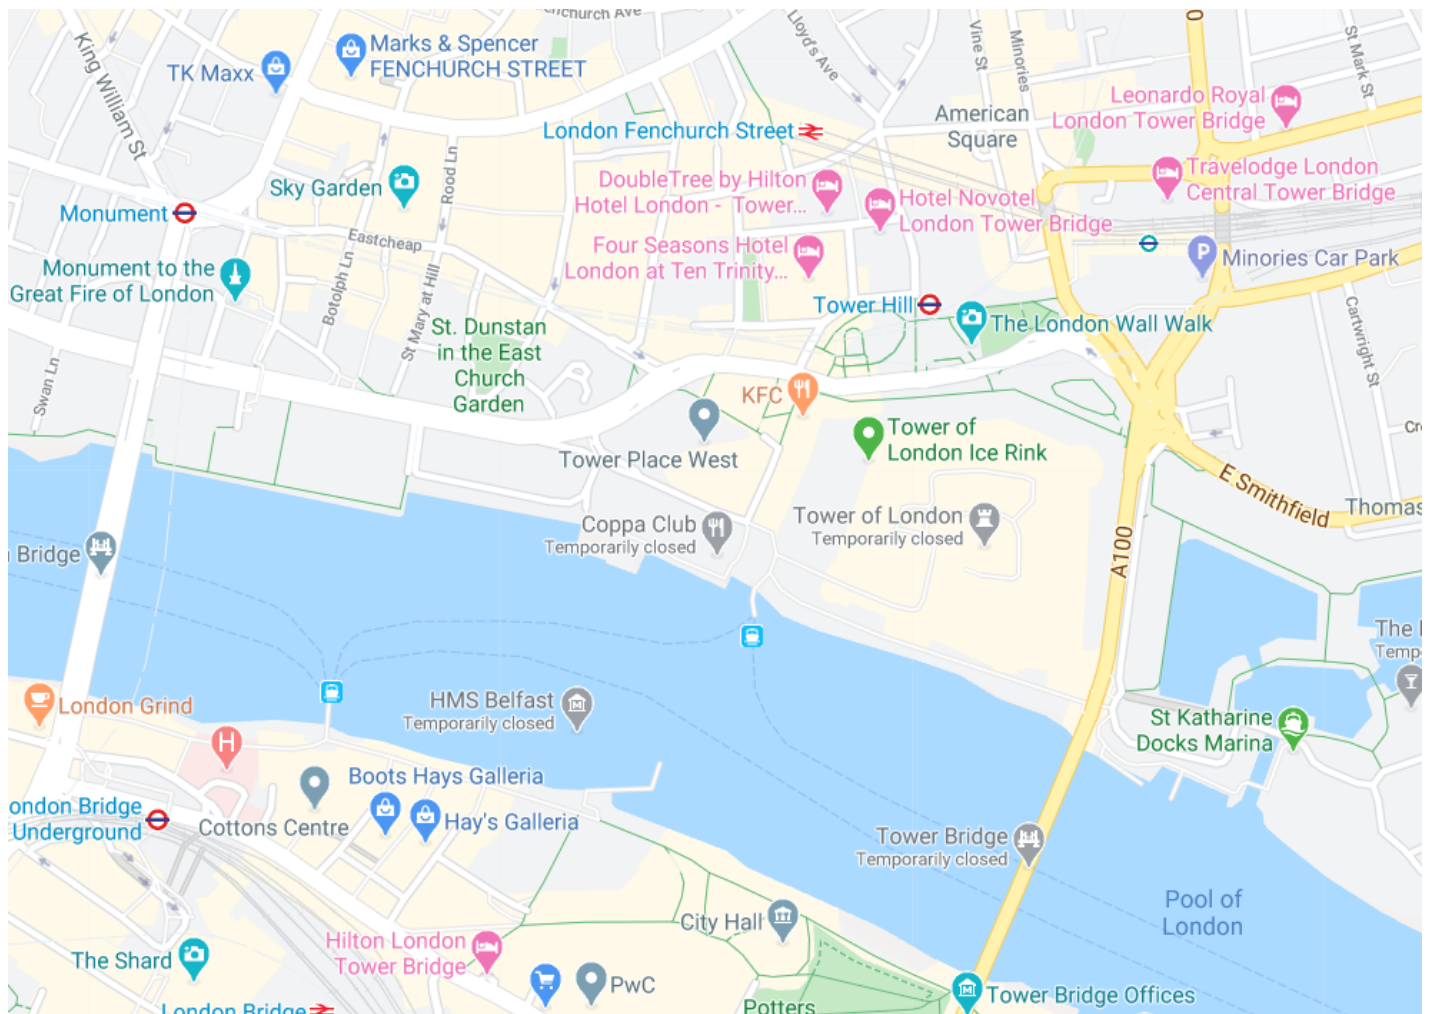 enchurch Ave
Marks & Spencer
FENCHURCH STREET
TK Maxx
King William St
Lloyd's Ave
Vine St
Minories
St Mark St
American
Square
Leonardo Royal
London Tower Bridge
London Fenchurch Street
Sky Garden
Rood Ln
DoubleTree by Hilton
Hotel London - Tower...
Travelodge London
Central Tower Bridge
Hotel Novotel
London Tower Bridge
Monument
Eastcheap
Four Seasons Hotel
London at Ten Trinity...
P
Minories Car Park
Monument to the
Great Fire of London
Botolph Ln
St Mary at Hill
Tower Hill
The London Wall Walk
Cartwright St
St. Dunstan
in the East
Church
Garden
Swan Ln
KFC
Tower Place West
Tower of
London Ice Rink
Cr
E Smithfield
Thomas
Tower of London
Temporarily closed
Coppa Club
Temporarily closed
A100
Bridge
The
Temp
HMS Belfast
Temporarily closed
London Grind
H
St Katharine
Docks Marina
Boots Hays Galleria
Hay's Galleria
Cottons Centre
ondon Bridge
Underground
Tower Bridge
Temporarily closed
Pool of
London
City Hall
Hilton London
Tower Bridge
The Shard
PwC
Tower Bridge Offices
Potters
London Bridge